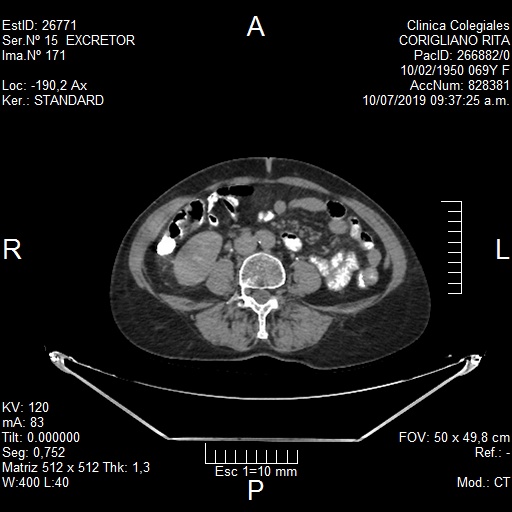 EstID: 26771
Ser.Nº 15 EXCRETOR
Ima.Nº 171
Loc: -190,2 Ax
Ker.: STANDARD
A
Clinica Colegiales
CORIGLIANO RITA
PacID: 266882/0
10/02/1950 069Y F
AccNum: 828381
10/07/2019 09:37:25 a.m.
R
L
KV: 120
mA: 83
Tilt: 0.000000
Seg: 0,752
Matriz 512 x 512 Thk: 1,3
W:400 L:40
Esc 1=10 mm
P
FOV: 50 x 49,8 cm
Ref.: -
Mod.: CT